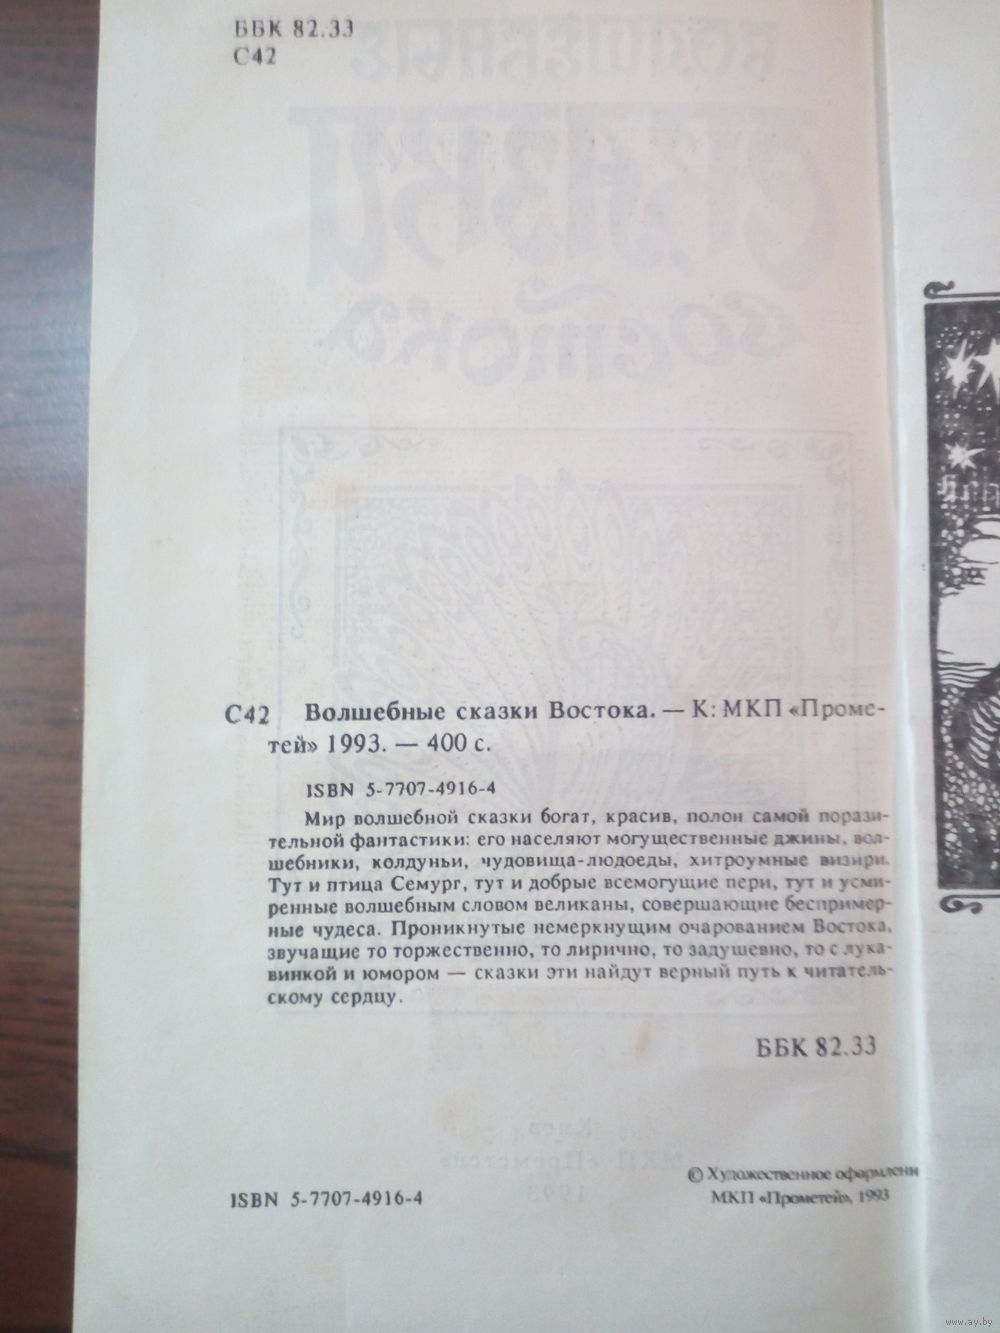 ББК 82.33
С42
С42 Волшебные сказки Востока. — К: МКП «Проме-
тей» 1993. — 400 с.
ISBN 5-7707-4916-4
Мир волшебной сказки богат, красив, полон самой порази-
тельной фантастики: его населяют могущественные джины, вол-
шебники, колдуньи, чудовища-людоеды, хитроумные визири.
Тут и птица Семург, тут и добрые всемогущие пери, тут и усми-
ренные волшебным словом великаны, совершающие беспример-
ные чудеса. Проникнутые немеркнущим очарованием Востока,
звучащие то торжественно, то лирично, то задушевно, то с лука-
винкой и юмором — сказки эти найдут верный путь к читатель-
скому сердцу.
ББК 82.33
© Художественное оформлени
МКП «Прометей», 1993
ISBN 5-7707-4916-4
www.ay.by